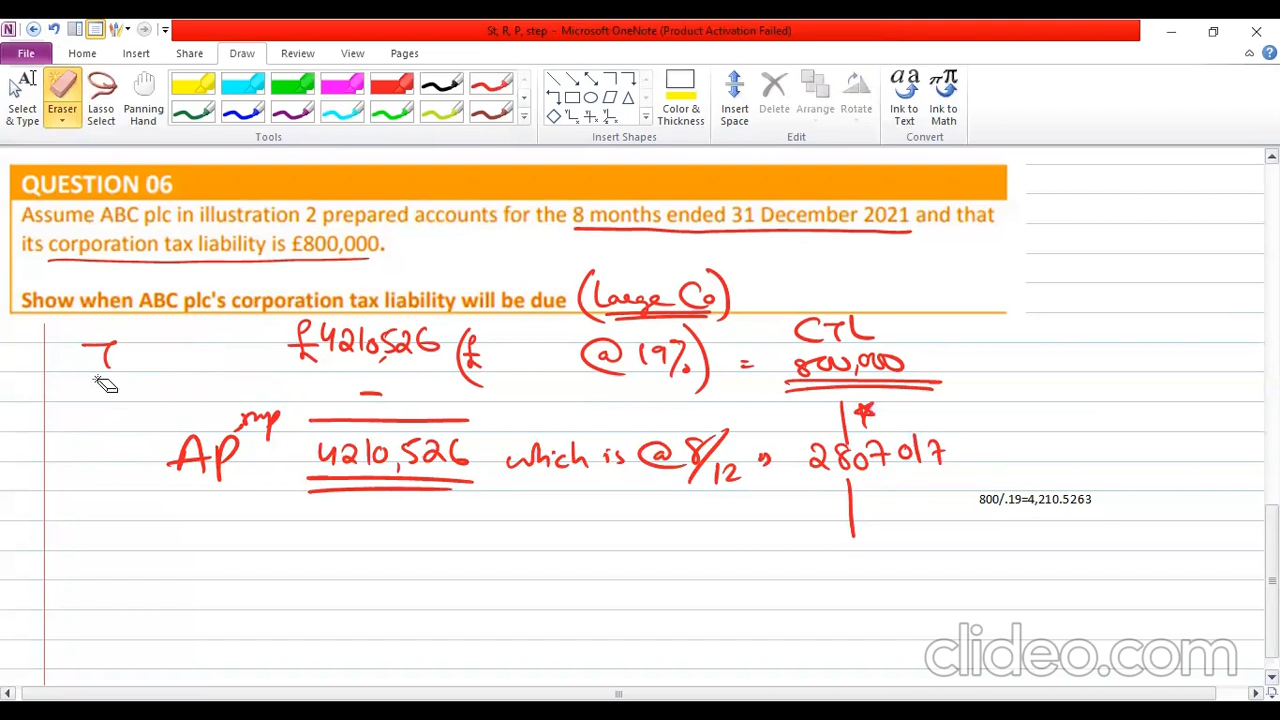 St, R, P, step - Microsoft OneNote (Product Activation Failed)
File Home Insert Share Draw Review View Pages
Select & Type
Eraser
Lasso Select
Panning Hand
Color & Thickness
Insert Space
Delete
Arrange
Rotate
Ink to Text
Ink to Math
Tools
Insert Shapes
Edit
Convert
QUESTION 06
Assume ABC plc in illustration 2 prepared accounts for the 8 months ended 31 December 2021 and that
its corporation tax liability is £800,000.
Show when ABC plc's corporation tax liability will be due (Large Co)
CTL
£4210,526 (£ @ 19%) = 800,000
-
AP
4210,526 which is @ 8/12 » 2807017
800/.19=4,210.5263
clideo.com